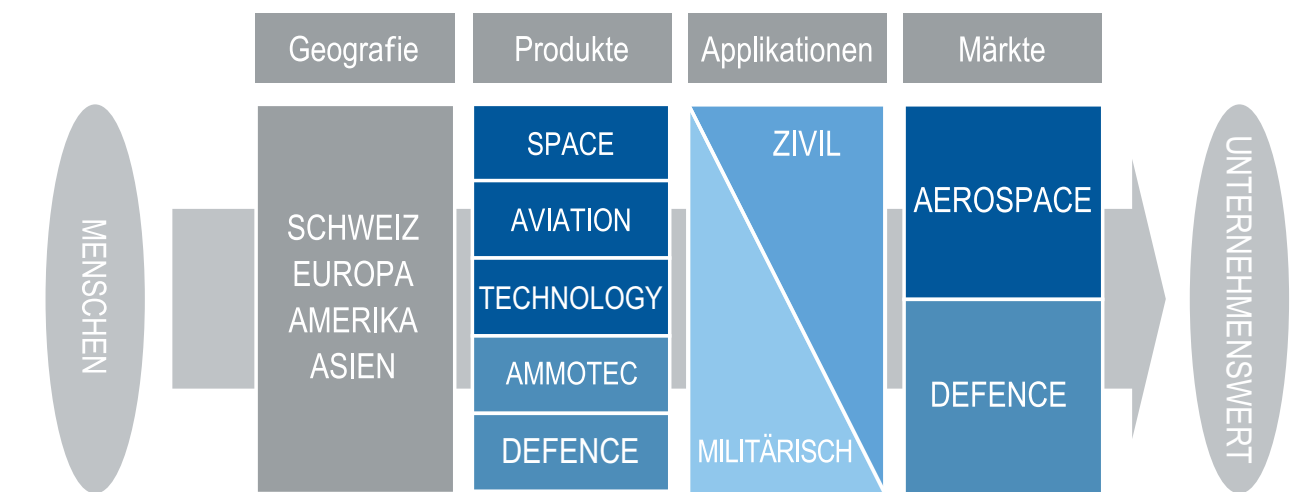 Geografie
Produkte
Applikationen
Märkte
MENSCHEN
SCHWEIZ
EUROPA
AMERIKA
ASIEN
SPACE
AVIATION
TECHNOLOGY
AMMOTEC
DEFENCE
ZIVIL
MILITÄRISCH
AEROSPACE
DEFENCE
UNTERNEHMENSWERT